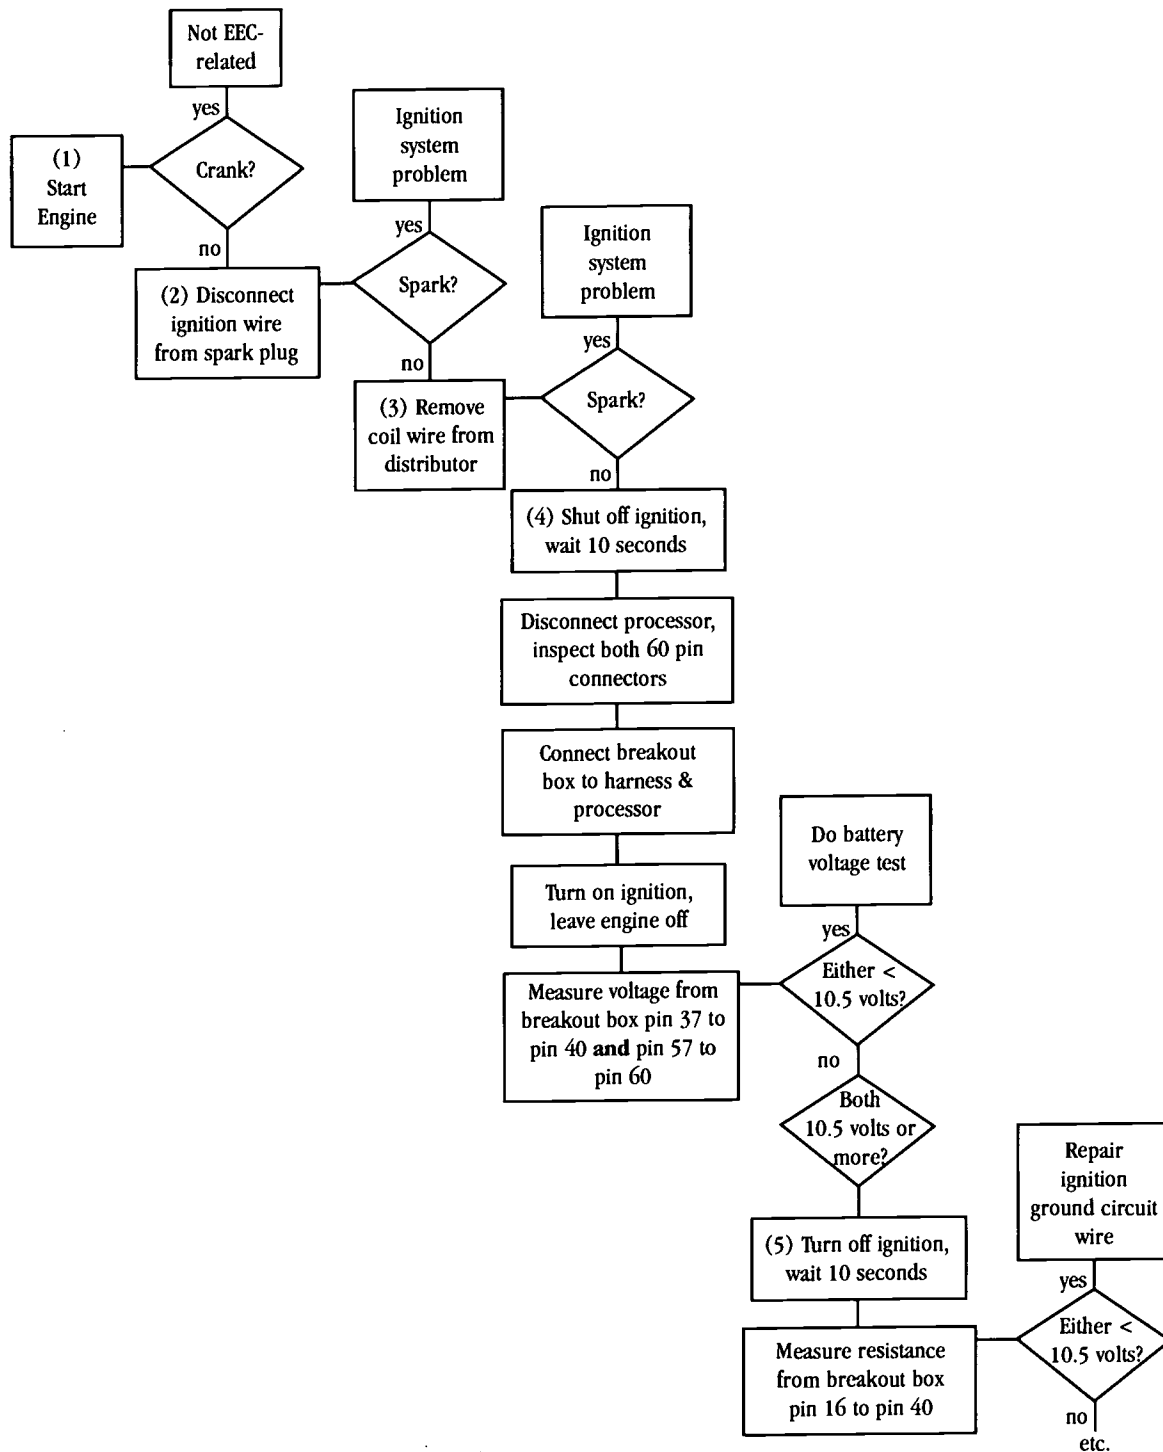 Not EEC-
related
yes
(1)
Start
Engine
Crank?
no
(2) Disconnect
ignition wire
from spark plug
Ignition
system
problem
yes
Spark?
no
(3) Remove
coil wire from
distributor
Ignition
system
problem
yes
Spark?
no
(4) Shut off ignition,
wait 10 seconds
Disconnect processor,
inspect both 60 pin
connectors
Connect breakout
box to harness &
processor
Turn on ignition,
leave engine off
Measure voltage from
breakout box pin 37 to
pin 40 and pin 57 to
pin 60
Do battery
voltage test
yes
Either <
10.5 volts?
no
Both
10.5 volts or
more?
(5) Turn off ignition,
wait 10 seconds
Measure resistance
from breakout box
pin 16 to pin 40
Repair
ignition
ground circuit
wire
yes
Either <
10.5 volts?
no
etc.